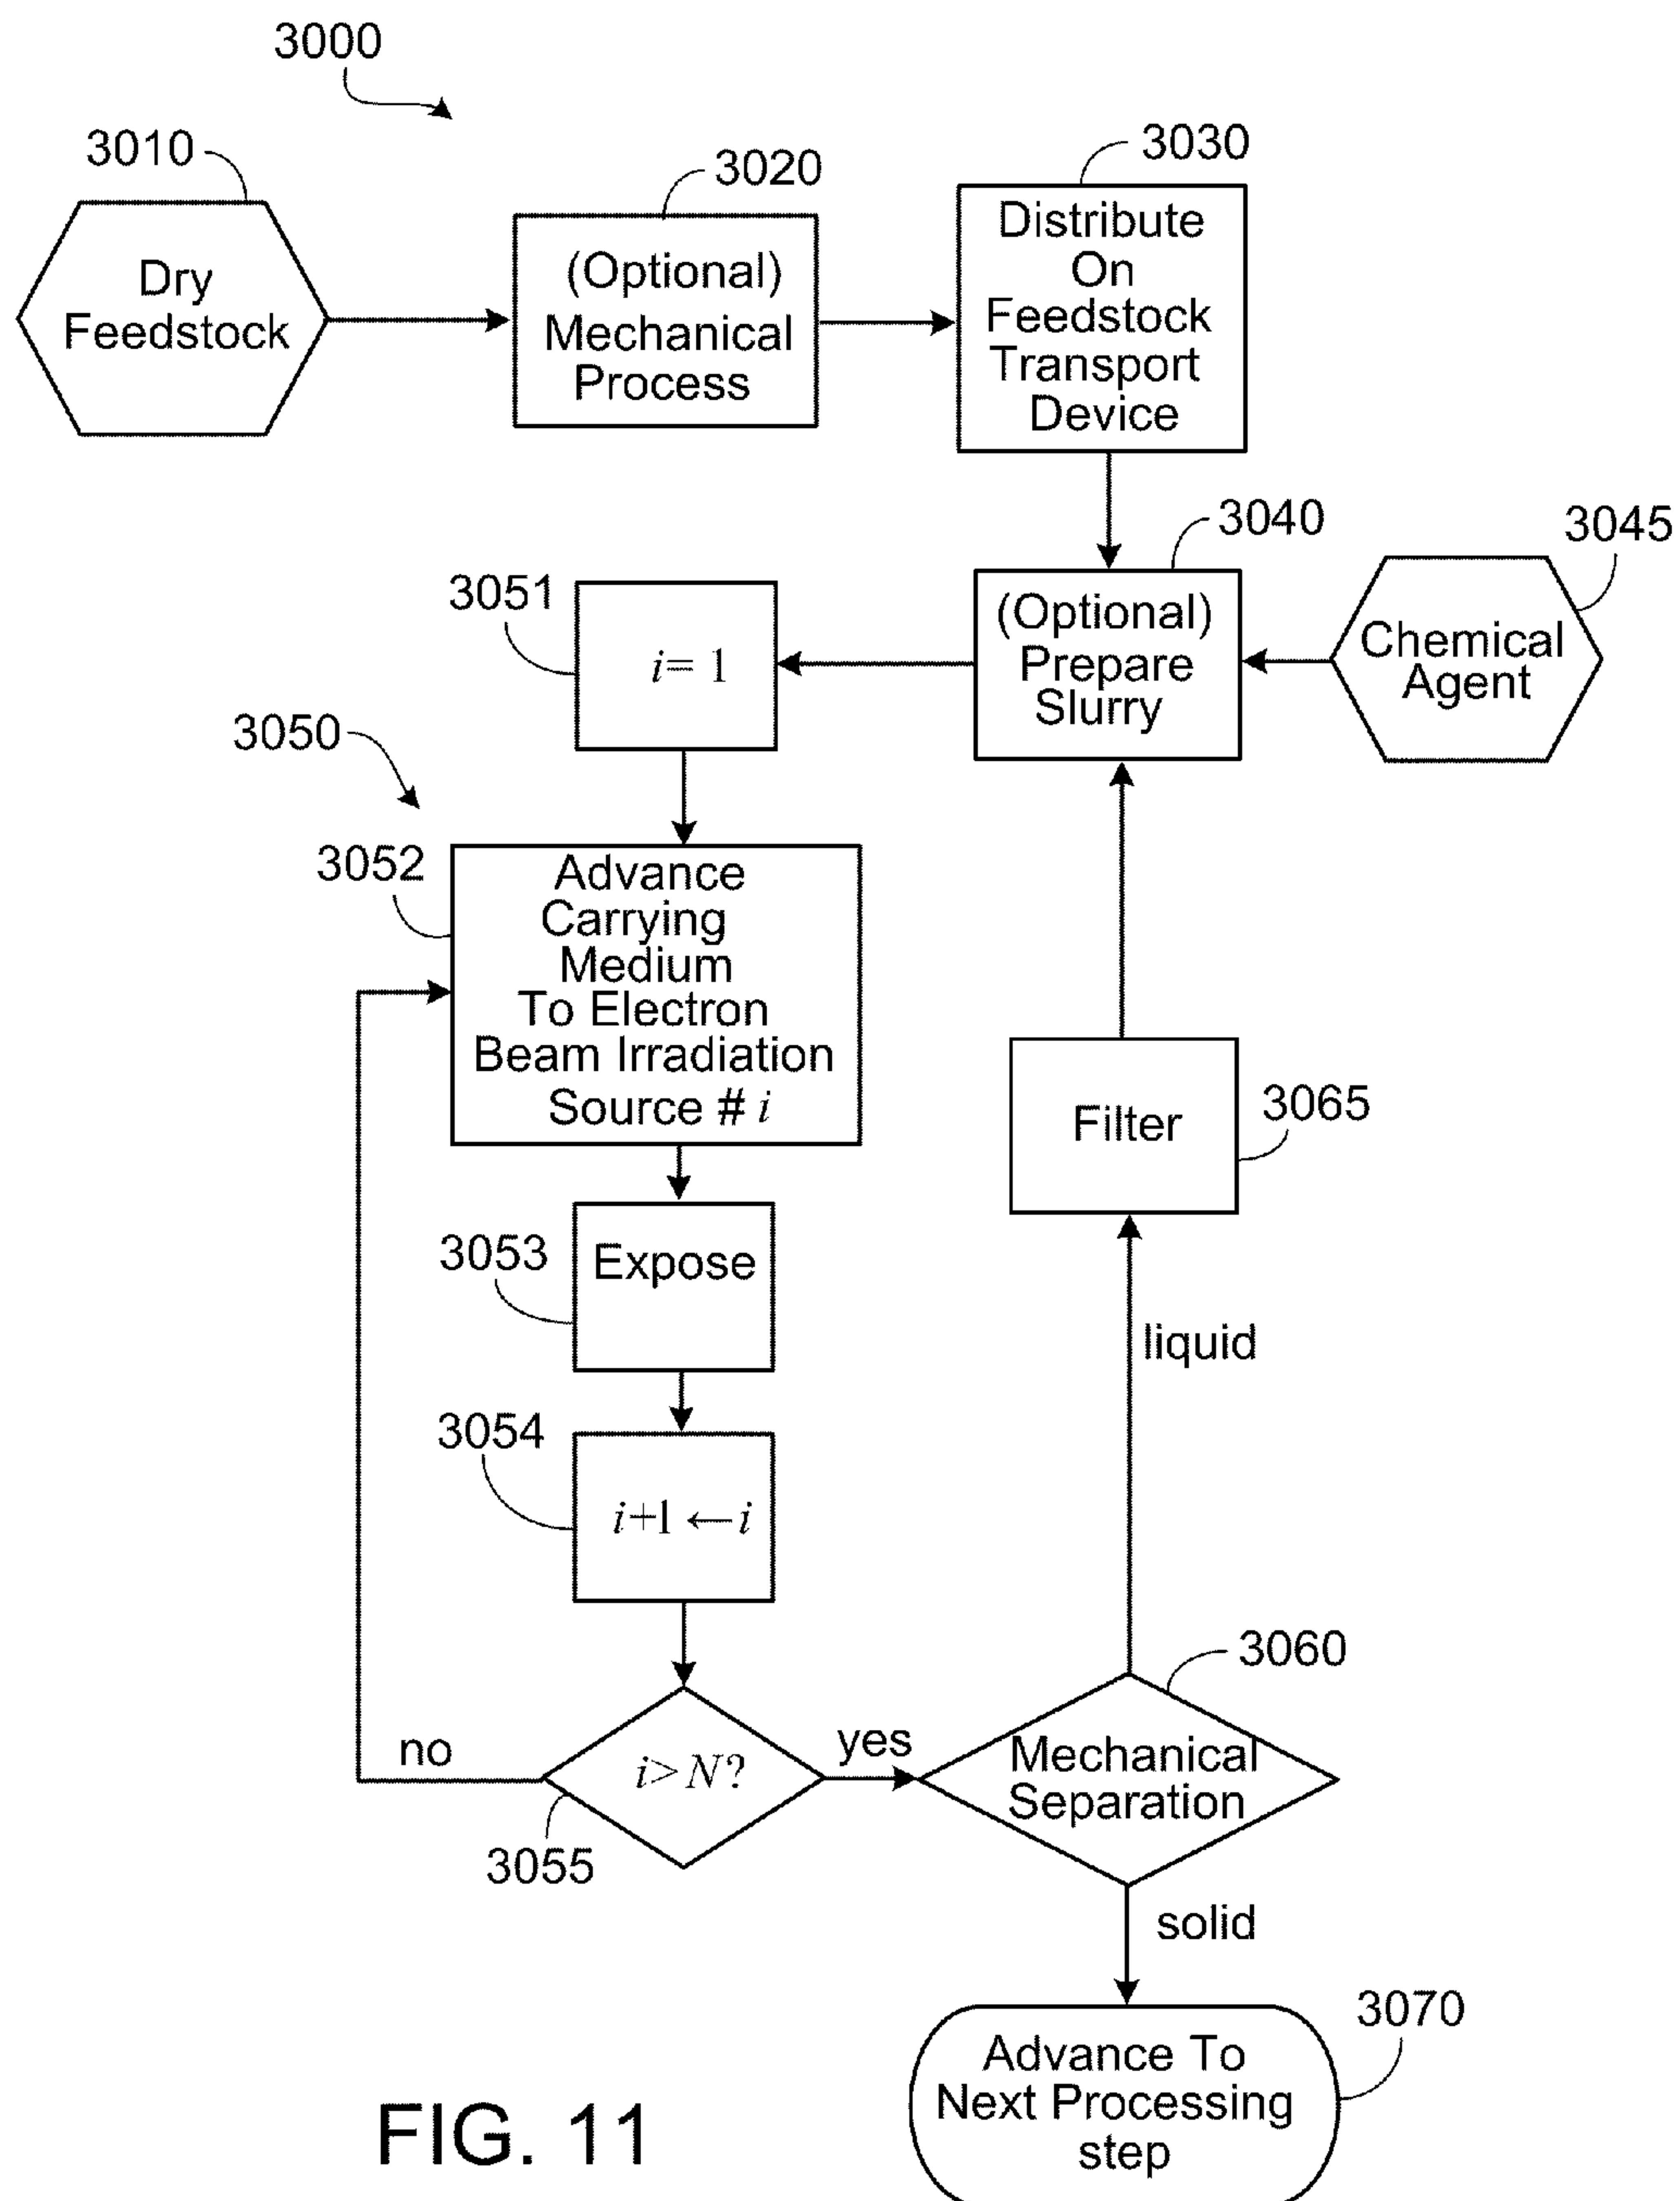 3000
3010
Dry
Feedstock
3020
(Optional)
Mechanical
Process
3030
Distribute
On
Feedstock
Transport
Device
3040
(Optional)
Prepare
Slurry
3045
Chemical
Agent
3051
i= 1
3050
3052
Advance
Carrying
Medium
To Electron
Beam Irradiation
Source # i
3053
Expose
3054
i+1 ←i
3055
i>N?
no
yes
3060
Mechanical
Separation
liquid
3065
Filter
solid
3070
Advance To
Next Processing
step
FIG. 11